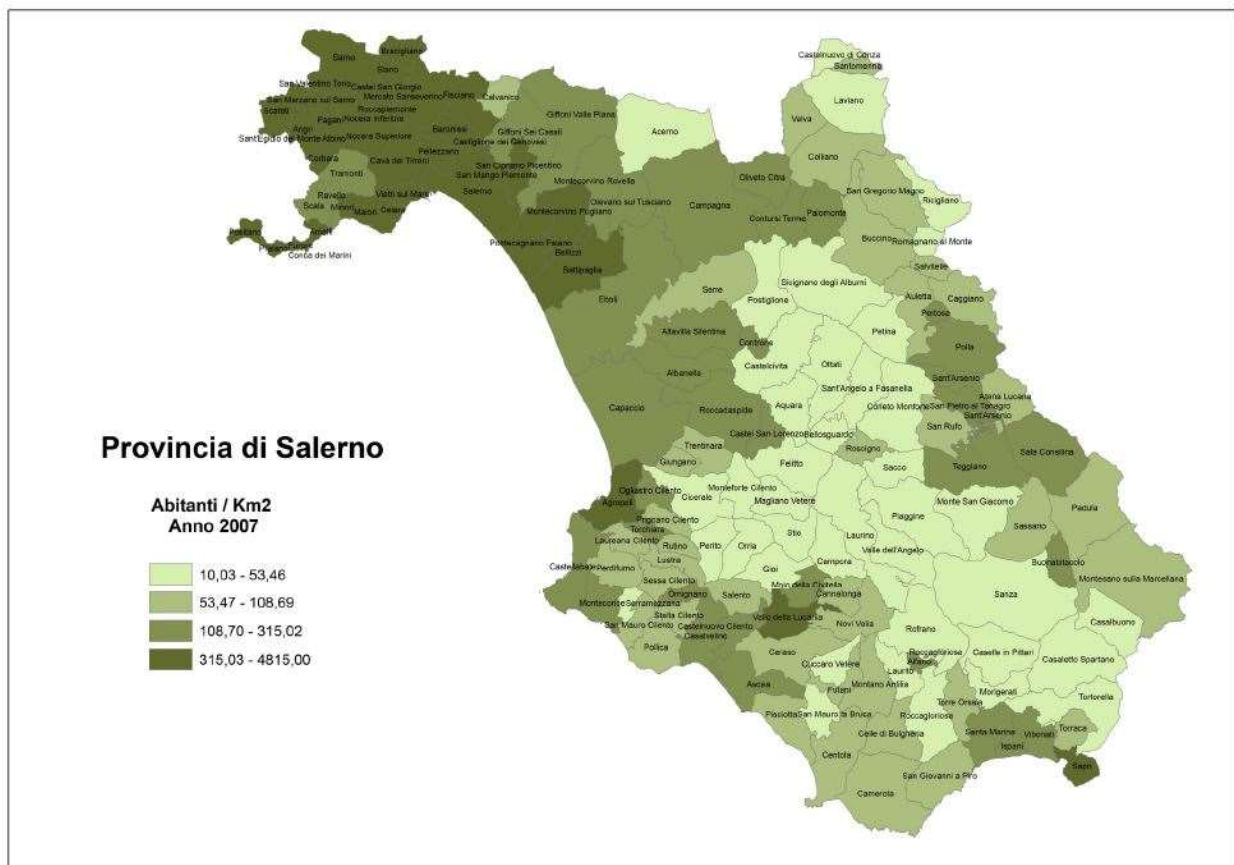 Provincia di Salerno
Abitanti / Km2
Anno 2007
10,03 - 53,46
53,47 - 108,69
108,70 - 315,02
315,03 - 4815,00
Bracigliano
Sarno
Siano
San Valentino Torio
Castel San Giorgio
Mercato Sanseverino
Fisciano
Calvanico
San Marzano sul Sarno
Scafati
Roccapiemonte
Pagani
Nocera Inferiore
Angri
Sant'Egidio del Monte Albino
Nocera Superiore
Baronissi
Giffoni Sei Casali
Giffoni Valle Piana
Castiglione dei Genovesi
Pellezzano
Corbara
Cava dei Tirreni
Tramonti
San Cipriano Picentino
San Mango Piemonte
Montecorvino Rovella
Salerno
Ravello
Vietri sul Mare
Scala
Minori
Maiori
Cetara
Positano
Praiano
Furore
Amalfi
Conca dei Marini
Olevano sul Tusciano
Montecorvino Pugliano
Pontecagnano Faiano
Bellizzi
Battipaglia
Eboli
Acerno
Castelnuovo di Conza
Santomenna
Laviano
Valva
Colliano
Oliveto Citra
Campagna
Contursi Terme
Palomonte
San Gregorio Magno
Ricigliano
Buccino
Romagnano al Monte
Salvitelle
Auletta
Caggiano
Pertosa
Polla
Sicignano degli Alburni
Serre
Postiglione
Petina
Altavilla Silentina
Controne
Castelcivita
Ottati
Albanella
Sant'Angelo a Fasanella
Sant'Arsenio
Atena Lucana
Aquara
Corleto Monforte
San Pietro al Tanagro
Sant'Arsenio
San Rufo
Capaccio
Roccadaspide
Castel San Lorenzo
Bellosguardo
Roscigno
Sala Consilina
Trentinara
Giungano
Felitto
Sacco
Teggiano
Ogliastro Cilento
Agropoli
Cicerale
Monteforte Cilento
Magliano Vetere
Monte San Giacomo
Piaggine
Sassano
Padula
Prignano Cilento
Torchiara
Laureana Cilento
Rutino
Perito
Orria
Stio
Laurino
Valle dell'Angelo
Buonabitacolo
Lustra
Castellabate
Perdifumo
Sessa Cilento
Gioi
Campora
Montesano sulla Marcellana
Omignano
Moio della Civitella
Cannalonga
Salento
Montecorice
Serramezzana
Stella Cilento
San Mauro Cilento
Castelnuovo Cilento
Casalvelino
Vallo della Lucania
Novi Velia
Sanza
Rofrano
Casalbuono
Pollica
Ceraso
Cuccaro Vetere
Roccagloriosa
Alfano
Laurito
Caselle in Pittari
Casaletto Spartano
Ascea
Futani
Montano Antilia
Morigerati
Tortorella
Pisciotta
San Mauro la Bruca
Roccagloriosa
Torre Orsaia
Torraca
Celle di Bulgheria
Santa Marina
Vibonati
Ispani
Centola
San Giovanni a Piro
Sapri
Camerota